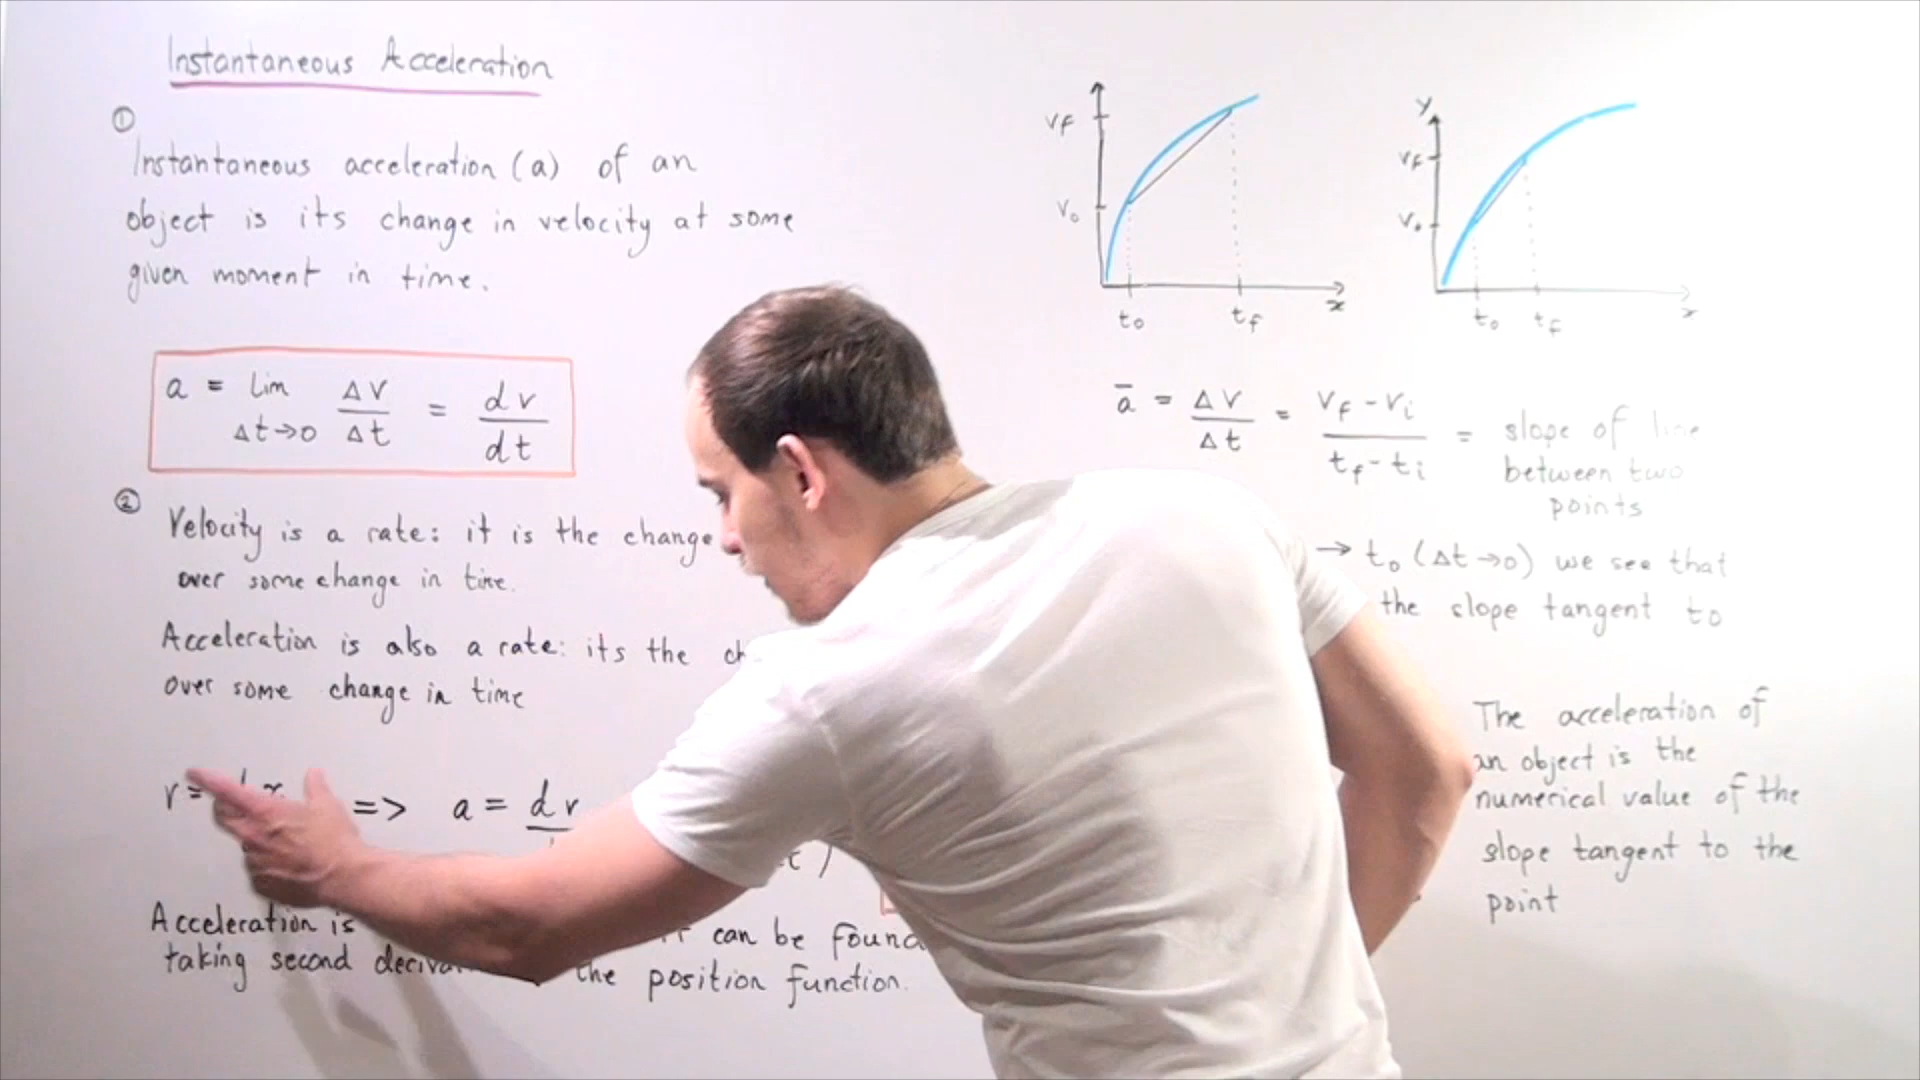 Instantaneous Acceleration
①
Instantaneous acceleration (a) of an
object is its change in velocity at some
given moment in time.
a = lim Δt→0 Δv/Δt = dv/dt
②
Velocity is a rate: it is the change
over some change in time.
Acceleration is also a rate: its the
over some change in time
v = => a = dv
Acceleration is can be found
taking second the position function.
vf
v₀
t₀ tf x
y
vf
v₀
t₀ tf x
ā = Δv/Δt = vf - vi / tf - ti = slope of line
between two
points
→ t₀ (Δt→0) we see that
the slope tangent to
The acceleration of
an object is the
numerical value of the
slope tangent to the
point